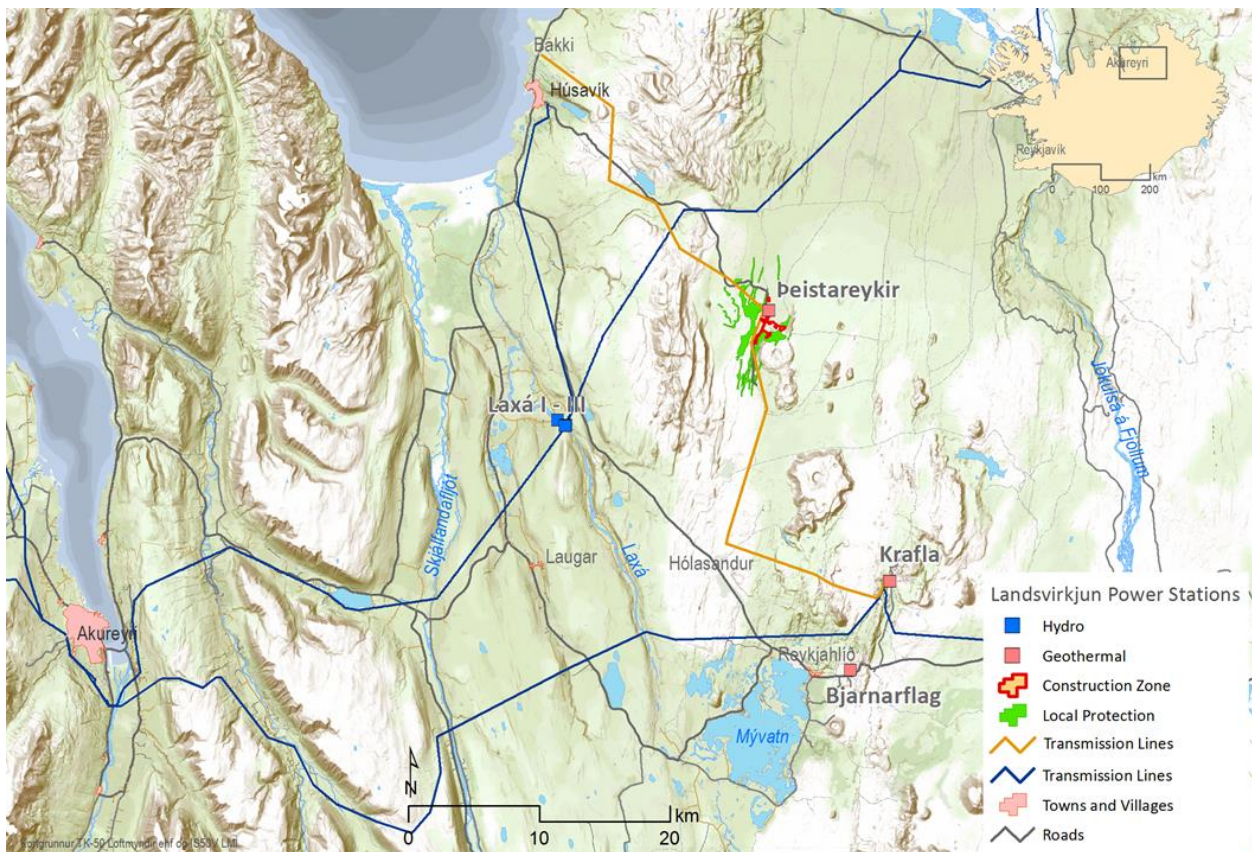 Bakki
Húsavík
Akureyri
Reykjavík
0 100 200
km
Þeistareykir
Jökulsá á Fjöllum
Laxá I - III
Skjálfandafljót
Laugar
Laxá
Hólasandur
Krafla
Akureyri
Reykjahlíð
Bjarnarflag
Mývatn
N
km
0 10 20
Landsvirkjun Power Stations
Hydro
Geothermal
Construction Zone
Local Protection
Transmission Lines
Transmission Lines
Towns and Villages
Roads